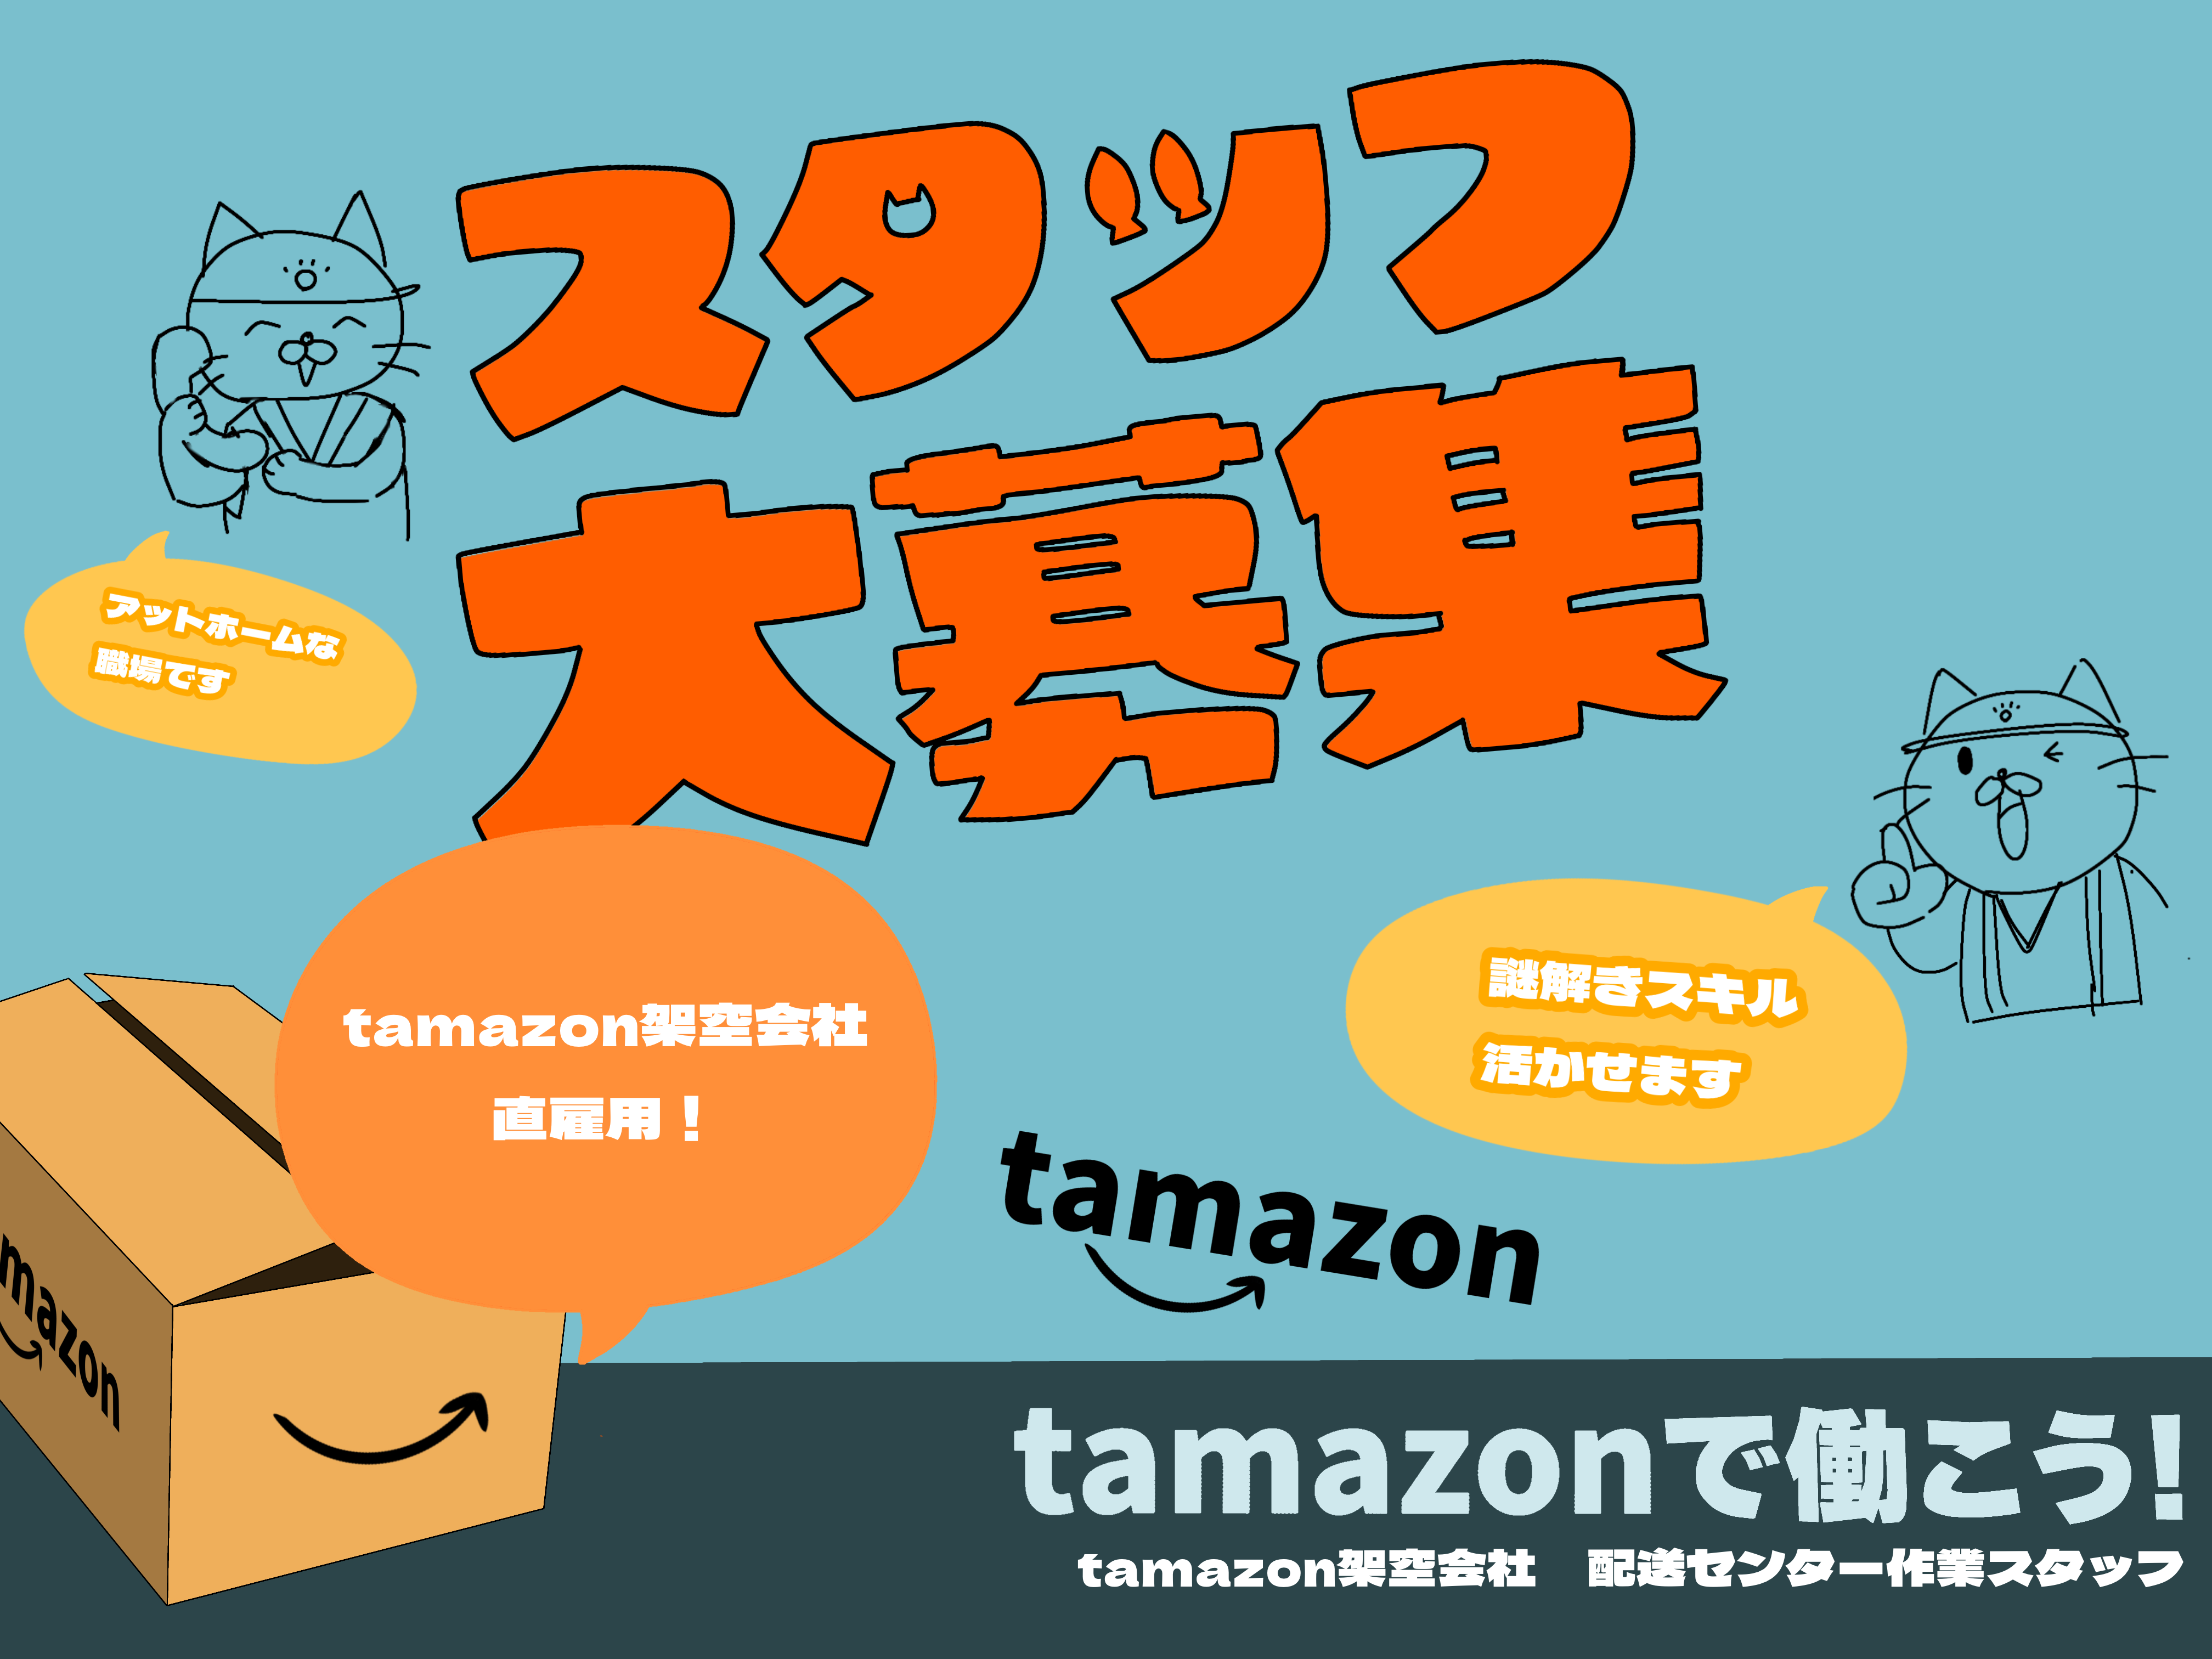 スタッフ
大募集
アットホームな
職場です
tamazon架空会社
直雇用！
謎解きスキル
活かせます
tamazon
mazon
tamazonで働こう！
tamazon架空会社　配送センター作業スタッフ